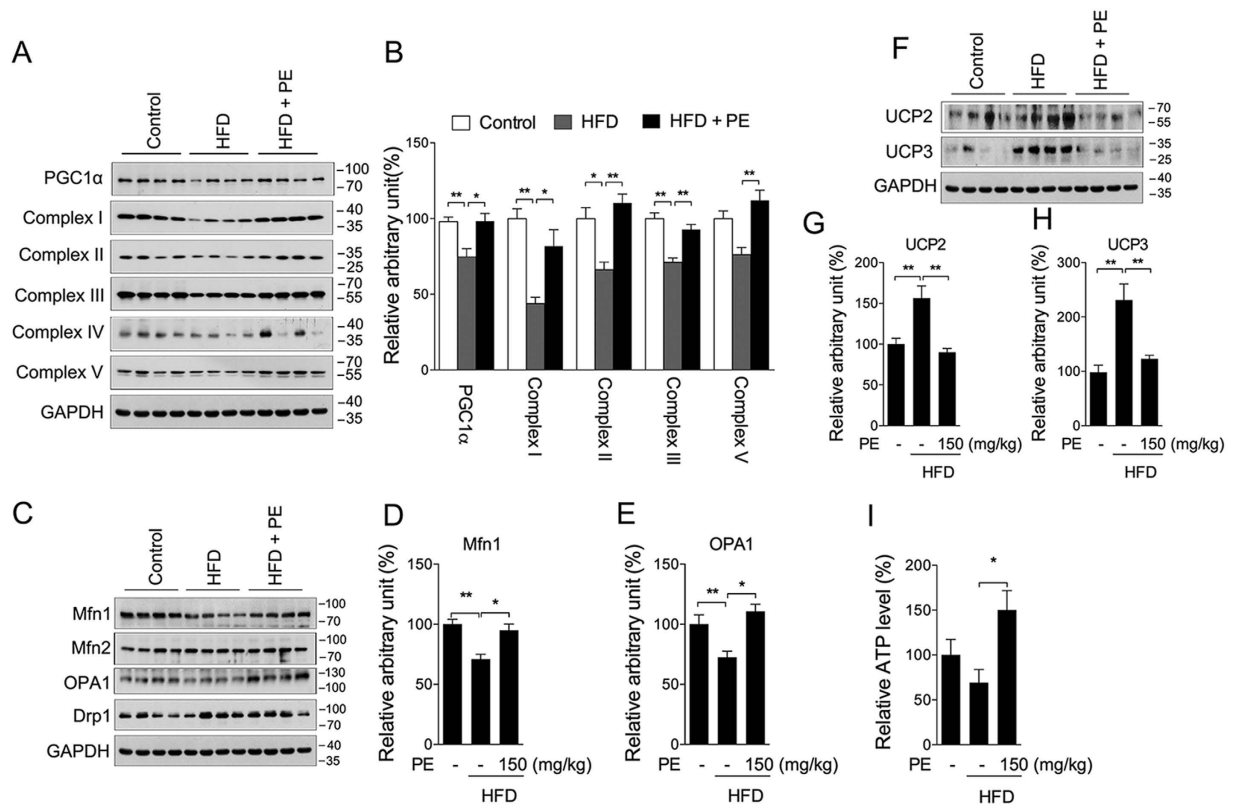 A
Control
HFD
HFD + PE
PGC1α
-100
-70
Complex I
-40
-35
Complex II
-35
-25
Complex III
-70
-55
Complex IV
-40
-35
Complex V
-70
-55
GAPDH
-40
-35
B
Control HFD HFD + PE
Relative arbitrary unit(%)
150
100
50
0
** *
** *
* **
** **
**
PGC1α
Complex I
Complex II
Complex III
Complex V
C
Control
HFD
HFD + PE
Mfn1
-100
-70
Mfn2
-100
-70
OPA1
-130
-100
Drp1
-100
-70
GAPDH
-40
-35
D
Mfn1
Relative arbitrary unit (%)
150
100
50
0
** *
PE - - 150 (mg/kg)
HFD
E
OPA1
Relative arbitrary unit (%)
150
100
50
0
** *
PE - - 150 (mg/kg)
HFD
F
Control
HFD
HFD + PE
UCP2
-70
-55
UCP3
-35
-25
GAPDH
-40
-35
G
UCP2
Relative arbitrary unit (%)
200
150
100
50
0
** **
PE - - 150 (mg/kg)
HFD
H
UCP3
Relative arbitrary unit (%)
300
200
100
0
** **
PE - - 150 (mg/kg)
HFD
I
Relative ATP level (%)
200
150
100
50
0
*
PE - - 150 (mg/kg)
HFD